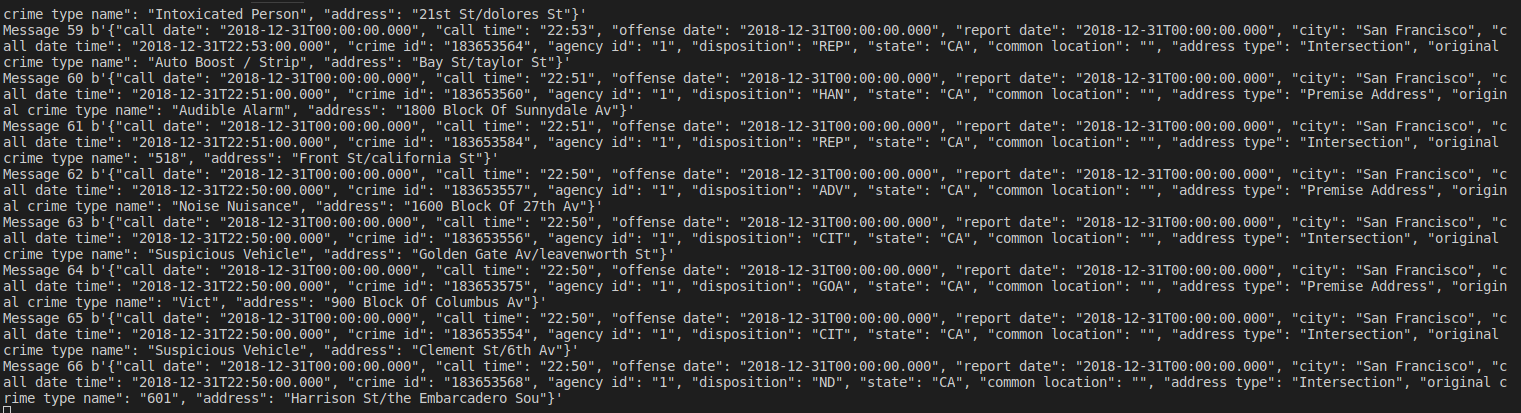 crime type name": "Intoxicated Person", "address": "21st St/dolores St"}'
Message 59 b'{"call date": "2018-12-31T00:00:00.000", "call time": "22:53", "offense date": "2018-12-31T00:00:00.000", "report date": "2018-12-31T00:00:00.000", "city": "San Francisco", "c
all date time": "2018-12-31T22:53:00.000", "crime id": "183653564", "agency id": "1", "disposition": "REP", "state": "CA", "common location": "", "address type": "Intersection", "original
crime type name": "Auto Boost / Strip", "address": "Bay St/taylor St"}'
Message 60 b'{"call date": "2018-12-31T00:00:00.000", "call time": "22:51", "offense date": "2018-12-31T00:00:00.000", "report date": "2018-12-31T00:00:00.000", "city": "San Francisco", "c
all date time": "2018-12-31T22:51:00.000", "crime id": "183653560", "agency id": "1", "disposition": "HAN", "state": "CA", "common location": "", "address type": "Premise Address", "origin
al crime type name": "Audible Alarm", "address": "1800 Block Of Sunnydale Av"}'
Message 61 b'{"call date": "2018-12-31T00:00:00.000", "call time": "22:51", "offense date": "2018-12-31T00:00:00.000", "report date": "2018-12-31T00:00:00.000", "city": "San Francisco", "c
all date time": "2018-12-31T22:51:00.000", "crime id": "183653584", "agency id": "1", "disposition": "REP", "state": "CA", "common location": "", "address type": "Intersection", "original
crime type name": "518", "address": "Front St/california St"}'
Message 62 b'{"call date": "2018-12-31T00:00:00.000", "call time": "22:50", "offense date": "2018-12-31T00:00:00.000", "report date": "2018-12-31T00:00:00.000", "city": "San Francisco", "c
all date time": "2018-12-31T22:50:00.000", "crime id": "183653557", "agency id": "1", "disposition": "ADV", "state": "CA", "common location": "", "address type": "Premise Address", "origin
al crime type name": "Noise Nuisance", "address": "1600 Block Of 27th Av"}'
Message 63 b'{"call date": "2018-12-31T00:00:00.000", "call time": "22:50", "offense date": "2018-12-31T00:00:00.000", "report date": "2018-12-31T00:00:00.000", "city": "San Francisco", "c
all date time": "2018-12-31T22:50:00.000", "crime id": "183653556", "agency id": "1", "disposition": "CIT", "state": "CA", "common location": "", "address type": "Intersection", "original
crime type name": "Suspicious Vehicle", "address": "Golden Gate Av/leavenworth St"}'
Message 64 b'{"call date": "2018-12-31T00:00:00.000", "call time": "22:50", "offense date": "2018-12-31T00:00:00.000", "report date": "2018-12-31T00:00:00.000", "city": "San Francisco", "c
all date time": "2018-12-31T22:50:00.000", "crime id": "183653575", "agency id": "1", "disposition": "GOA", "state": "CA", "common location": "", "address type": "Premise Address", "origin
al crime type name": "Vict", "address": "900 Block Of Columbus Av"}'
Message 65 b'{"call date": "2018-12-31T00:00:00.000", "call time": "22:50", "offense date": "2018-12-31T00:00:00.000", "report date": "2018-12-31T00:00:00.000", "city": "San Francisco", "c
all date time": "2018-12-31T22:50:00.000", "crime id": "183653554", "agency id": "1", "disposition": "CIT", "state": "CA", "common location": "", "address type": "Intersection", "original
crime type name": "Suspicious Vehicle", "address": "Clement St/6th Av"}'
Message 66 b'{"call date": "2018-12-31T00:00:00.000", "call time": "22:50", "offense date": "2018-12-31T00:00:00.000", "report date": "2018-12-31T00:00:00.000", "city": "San Francisco", "c
all date time": "2018-12-31T22:50:00.000", "crime id": "183653568", "agency id": "1", "disposition": "ND", "state": "CA", "common location": "", "address type": "Intersection", "original c
rime type name": "601", "address": "Harrison St/the Embarcadero Sou"}'